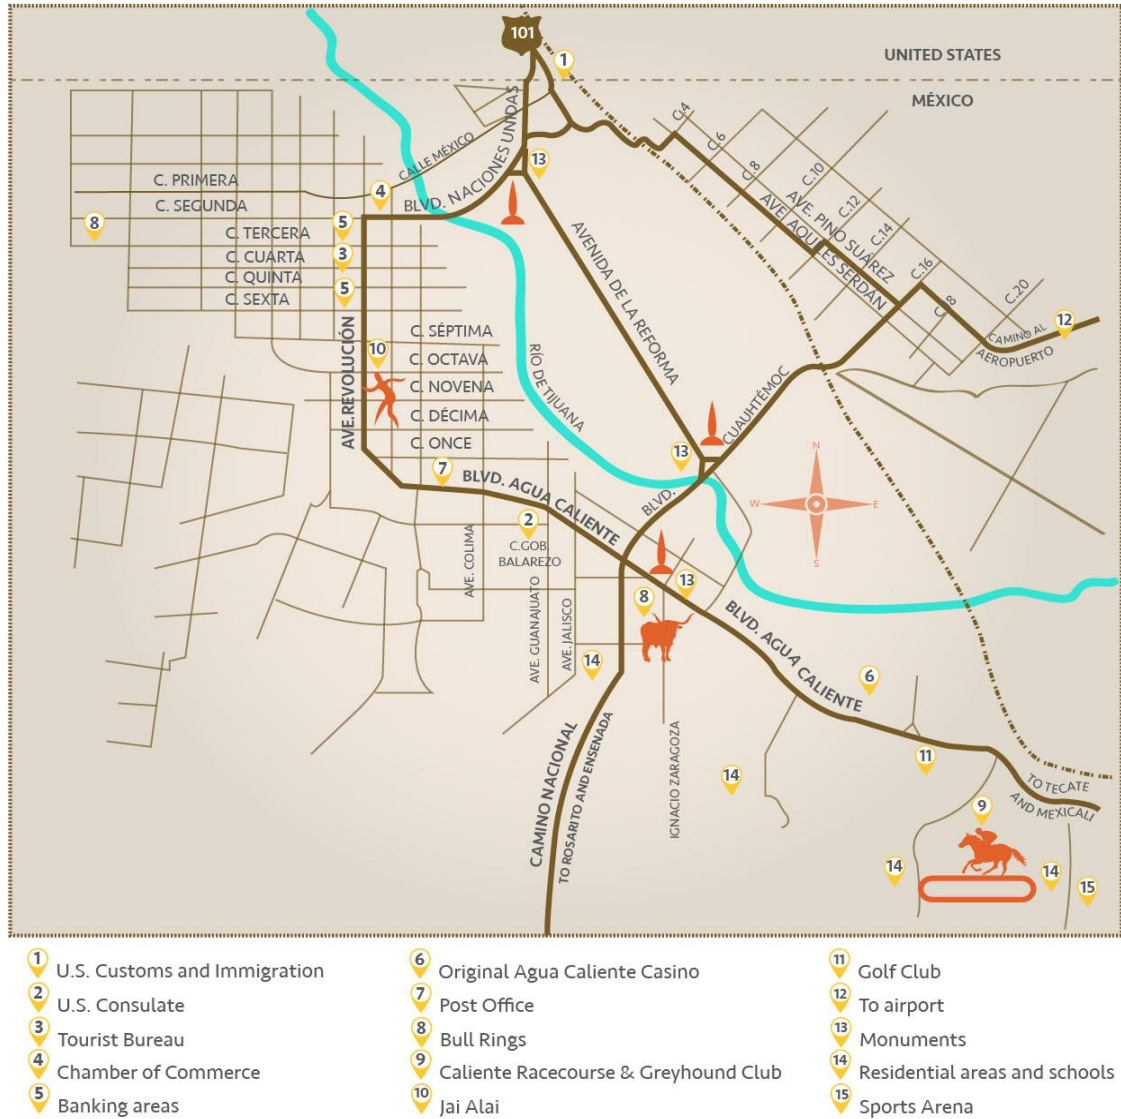 101
1
UNITED STATES
MÉXICO
C.4
C.6
C.8
C.10
C.12
C.14
C.16
C.8
C.20
AVE. PINO SUÁREZ
AVE. AQUILES SERDÁN
CAMINO AL
AEROPUERTO
12
CALLE MÉXICO
BLVD. NACIONES UNIDAS
13
C. PRIMERA
4
C. SEGUNDA
8
5
C. TERCERA
3
C. CUARTA
C. QUINTA
5
C. SEXTA
AVENIDA DE LA REFORMA
AVE.REVOLUCIÓN
10
C. SÉPTIMA
C. OCTAVA
C. NOVENA
C. DÉCIMA
C. ONCE
RÍO DE TIJUANA
BLVD.
CUAUHTÉMOC
13
N
W
E
S
7
BLVD. AGUA CALIENTE
2
C.GOB.
BALAREZO
AVE. COLIMA
AVE. GUANAJUATO
AVE. JALISCO
8
13
BLVD. AGUA CALIENTE
14
6
CAMINO NACIONAL
TO ROSARITO AND ENSENADA
IGNACIO ZARAGOZA
14
11
TO TECATE
AND MEXICALI
9
14
14
15
1 U.S. Customs and Immigration
2 U.S. Consulate
3 Tourist Bureau
4 Chamber of Commerce
5 Banking areas
6 Original Agua Caliente Casino
7 Post Office
8 Bull Rings
9 Caliente Racecourse & Greyhound Club
10 Jai Alai
11 Golf Club
12 To airport
13 Monuments
14 Residential areas and schools
15 Sports Arena